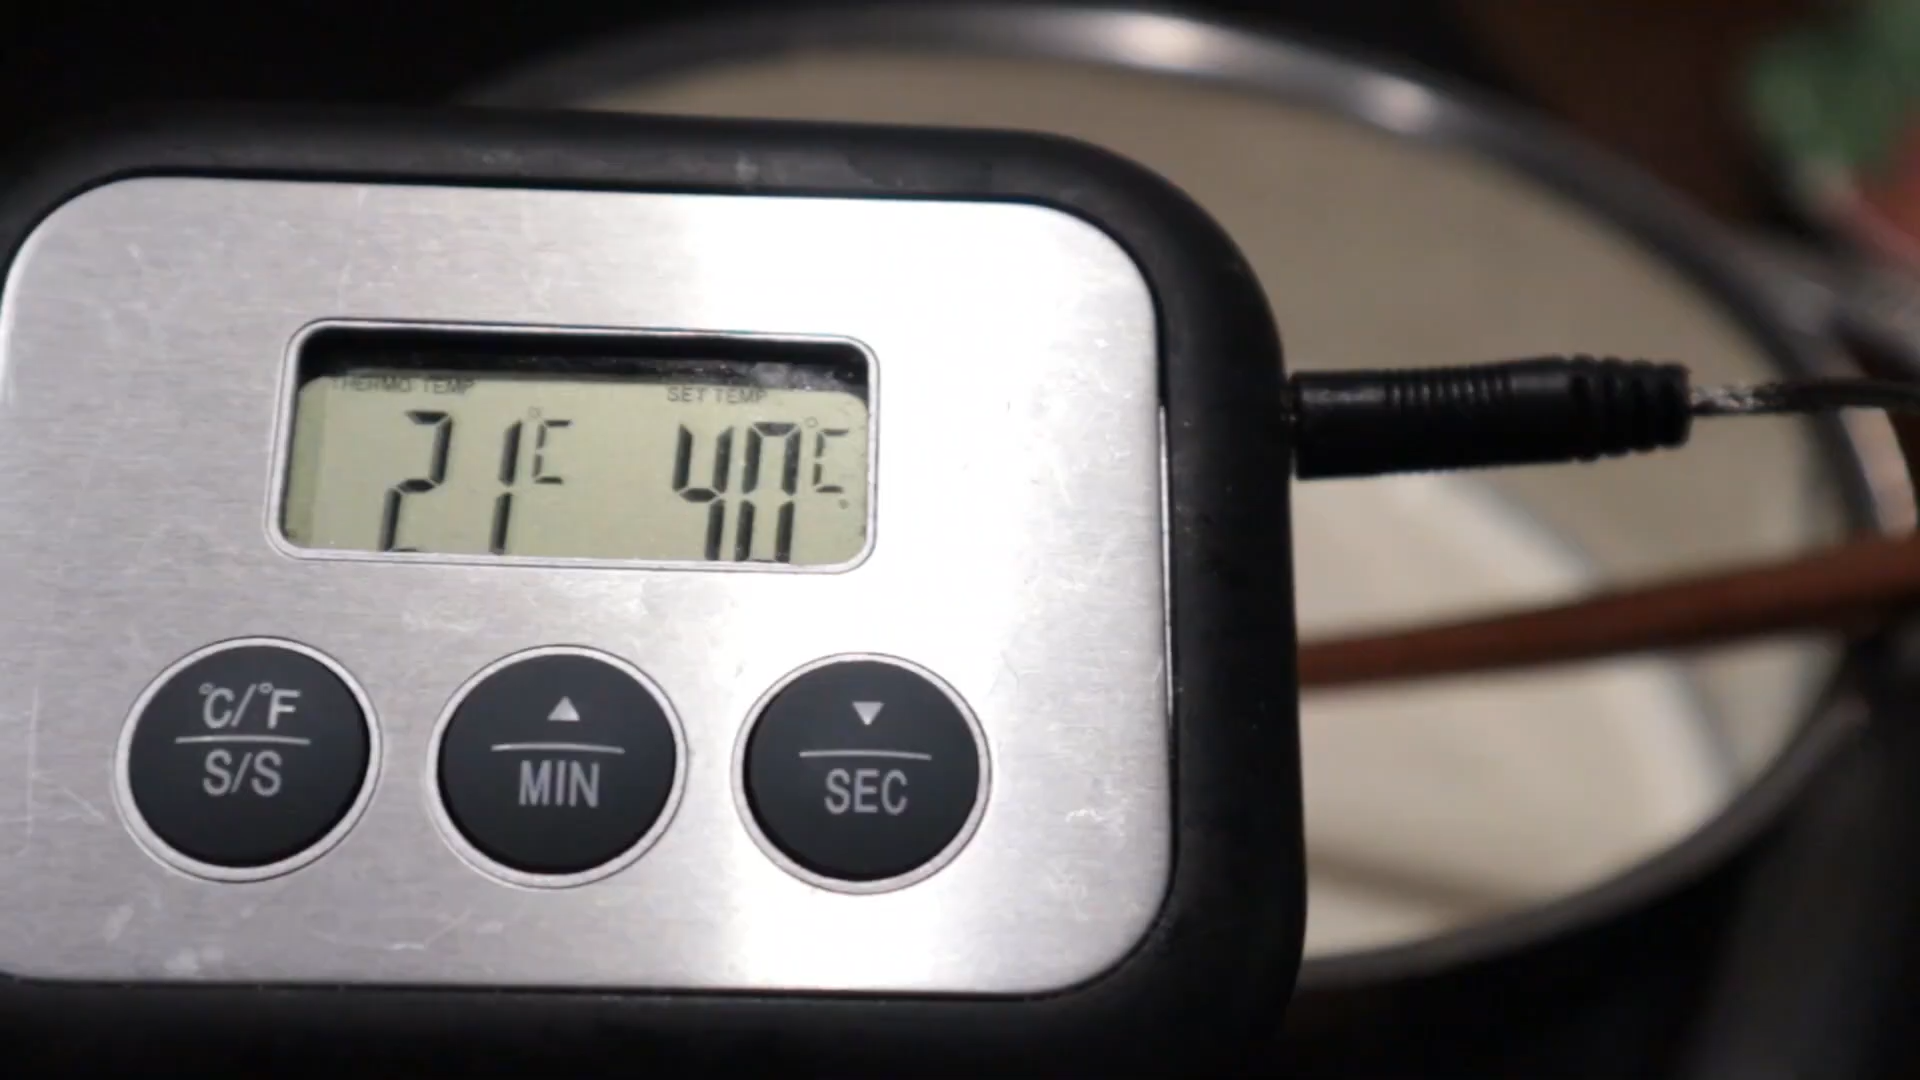 THERMO TEMP SET TEMP
21°C 40°C
°C/°F ▲ ▼
S/S MIN SEC